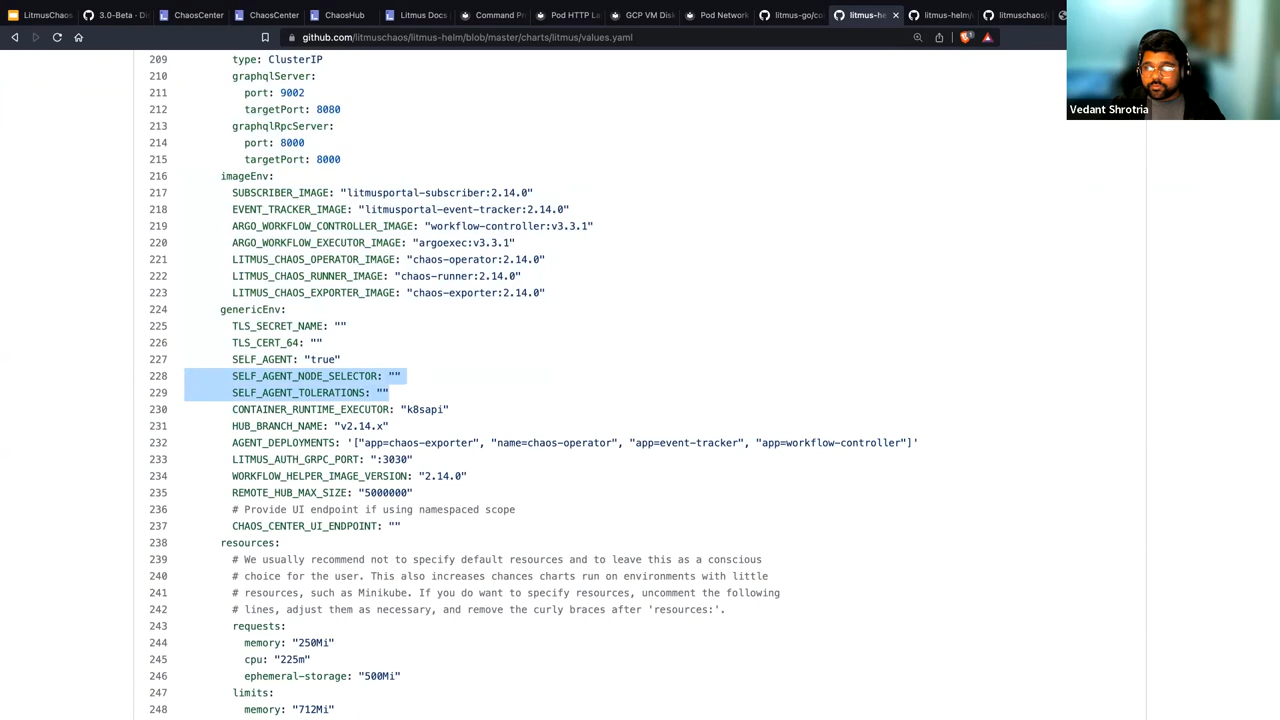 LitmusChaos
3.0-Beta · Di
ChaosCenter
ChaosCenter
ChaosHub
Litmus Docs
Command Pr
Pod HTTP La
GCP VM Disk
Pod Network
litmus-go/co
litmus-he
litmus-helm/
litmuschaos/
github.com/litmuschaos/litmus-helm/blob/master/charts/litmus/values.yaml
Vedant Shrotria
209 type: ClusterIP
210 graphqlServer:
211 port: 9002
212 targetPort: 8080
213 graphqlRpcServer:
214 port: 8000
215 targetPort: 8000
216 imageEnv:
217 SUBSCRIBER_IMAGE: "litmusportal-subscriber:2.14.0"
218 EVENT_TRACKER_IMAGE: "litmusportal-event-tracker:2.14.0"
219 ARGO_WORKFLOW_CONTROLLER_IMAGE: "workflow-controller:v3.3.1"
220 ARGO_WORKFLOW_EXECUTOR_IMAGE: "argoexec:v3.3.1"
221 LITMUS_CHAOS_OPERATOR_IMAGE: "chaos-operator:2.14.0"
222 LITMUS_CHAOS_RUNNER_IMAGE: "chaos-runner:2.14.0"
223 LITMUS_CHAOS_EXPORTER_IMAGE: "chaos-exporter:2.14.0"
224 genericEnv:
225 TLS_SECRET_NAME: ""
226 TLS_CERT_64: ""
227 SELF_AGENT: "true"
228 SELF_AGENT_NODE_SELECTOR: ""
229 SELF_AGENT_TOLERATIONS: ""
230 CONTAINER_RUNTIME_EXECUTOR: "k8sapi"
231 HUB_BRANCH_NAME: "v2.14.x"
232 AGENT_DEPLOYMENTS: '["app=chaos-exporter", "name=chaos-operator", "app=event-tracker", "app=workflow-controller"]'
233 LITMUS_AUTH_GRPC_PORT: ":3030"
234 WORKFLOW_HELPER_IMAGE_VERSION: "2.14.0"
235 REMOTE_HUB_MAX_SIZE: "5000000"
236 # Provide UI endpoint if using namespaced scope
237 CHAOS_CENTER_UI_ENDPOINT: ""
238 resources:
239 # We usually recommend not to specify default resources and to leave this as a conscious
240 # choice for the user. This also increases chances charts run on environments with little
241 # resources, such as Minikube. If you do want to specify resources, uncomment the following
242 # lines, adjust them as necessary, and remove the curly braces after 'resources:'.
243 requests:
244 memory: "250Mi"
245 cpu: "225m"
246 ephemeral-storage: "500Mi"
247 limits:
248 memory: "712Mi"